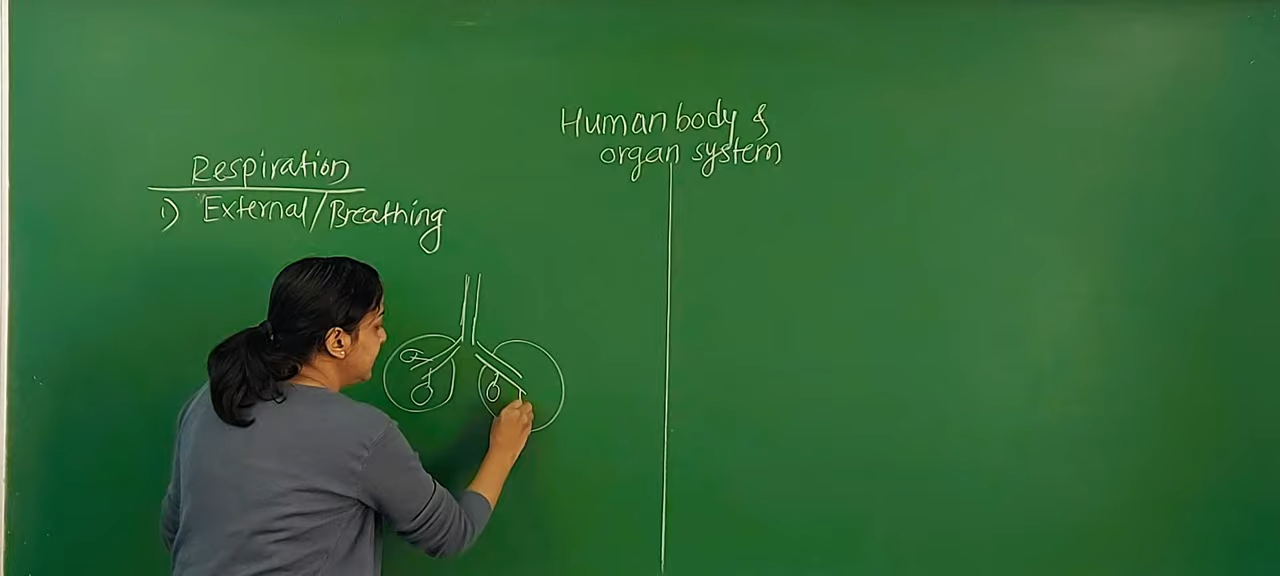 Human body &
organ system
Respiration
1) External/Breathing